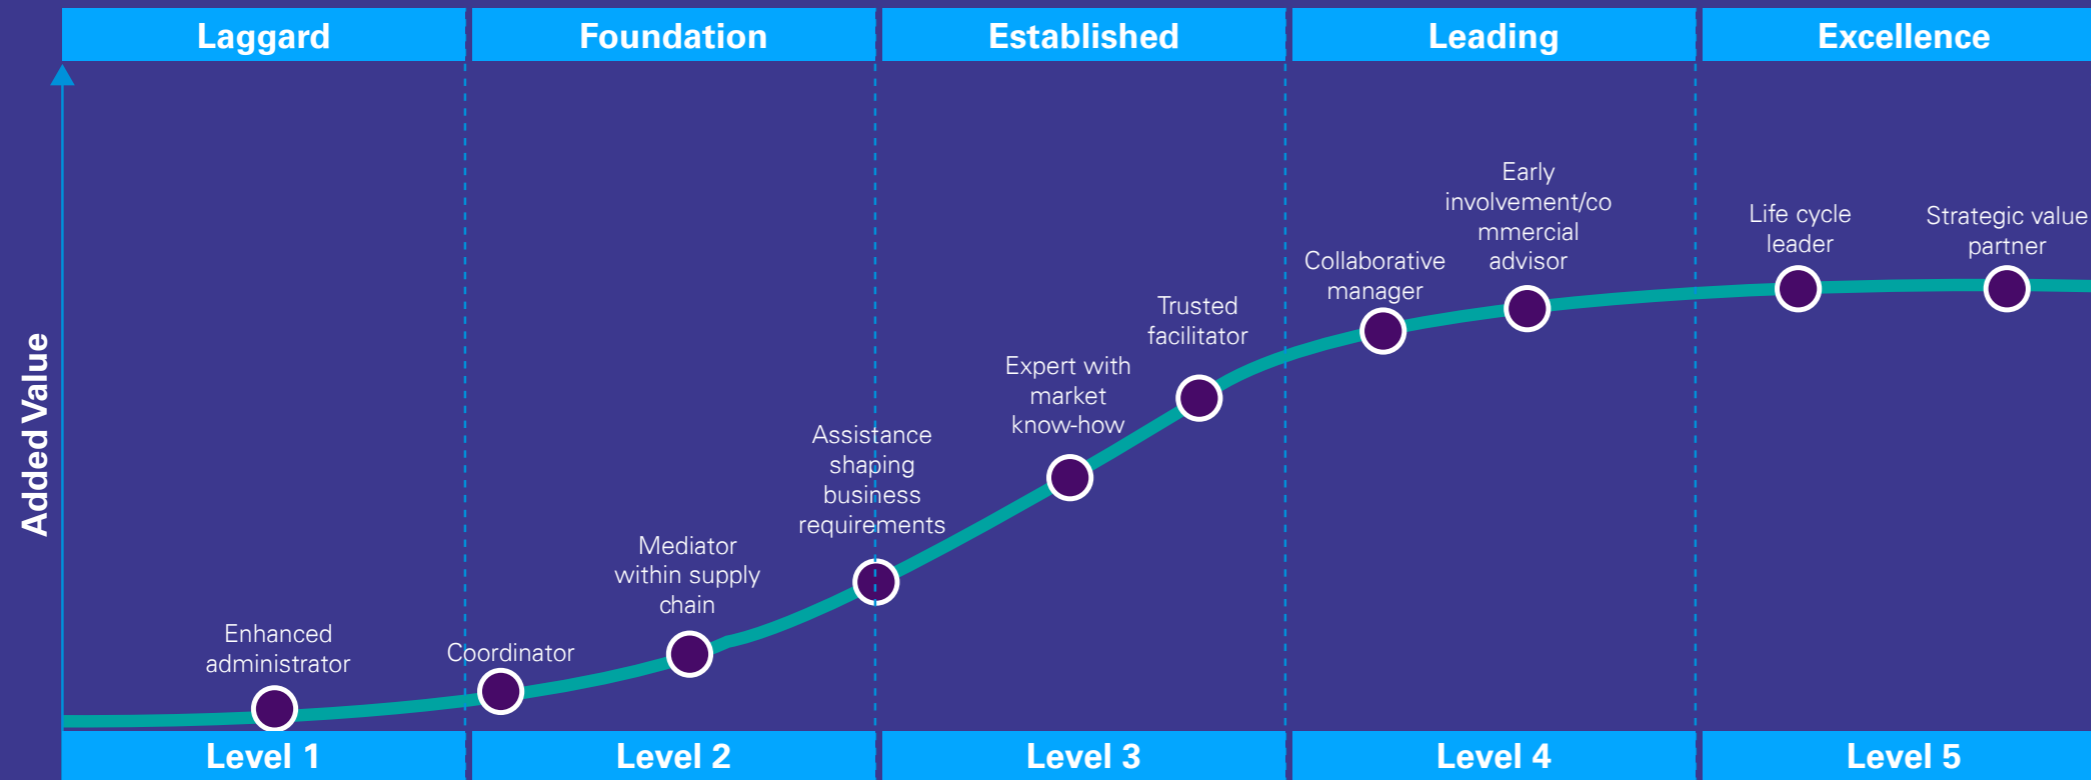 Laggard
Foundation
Established
Leading
Excellence
Added Value
Enhanced
administrator
Coordinator
Mediator
within supply
chain
Assistance
shaping
business
requirements
Expert with
market
know-how
Trusted
facilitator
Collaborative
manager
Early
involvement/co
mmercial
advisor
Life cycle
leader
Strategic value
partner
Level 1
Level 2
Level 3
Level 4
Level 5